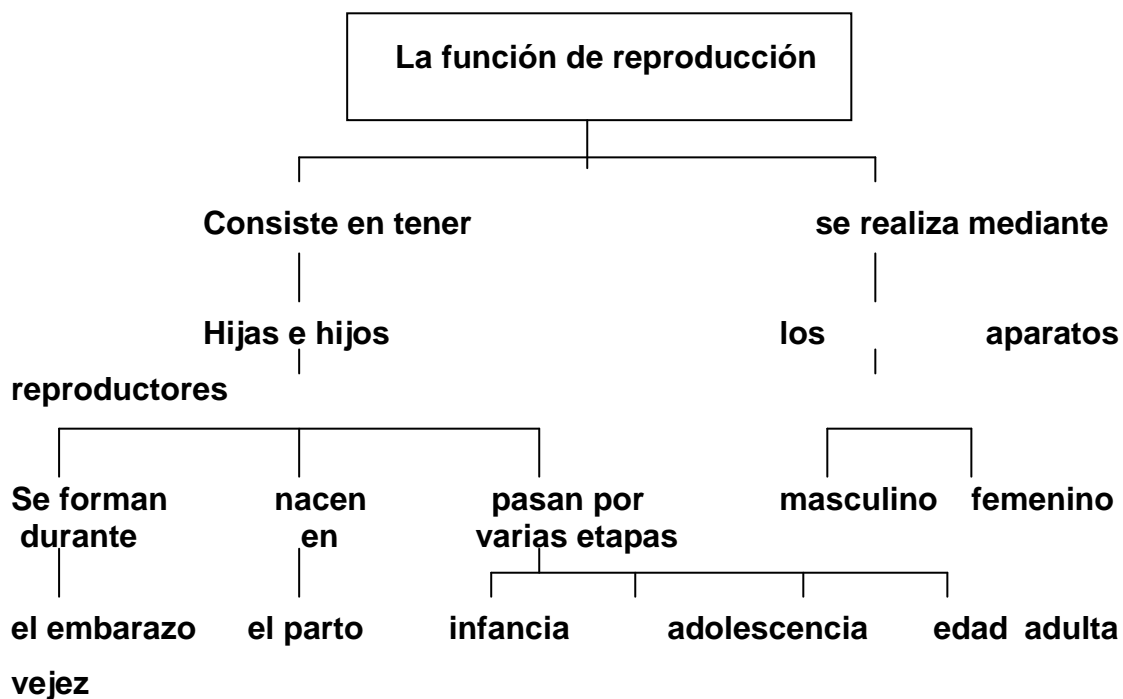 La función de reproducción
Consiste en tener se realiza mediante
Hijas e hijos los aparatos
reproductores
Se forman nacen pasan por masculino femenino
durante en varias etapas
el embarazo el parto infancia adolescencia edad adulta
vejez